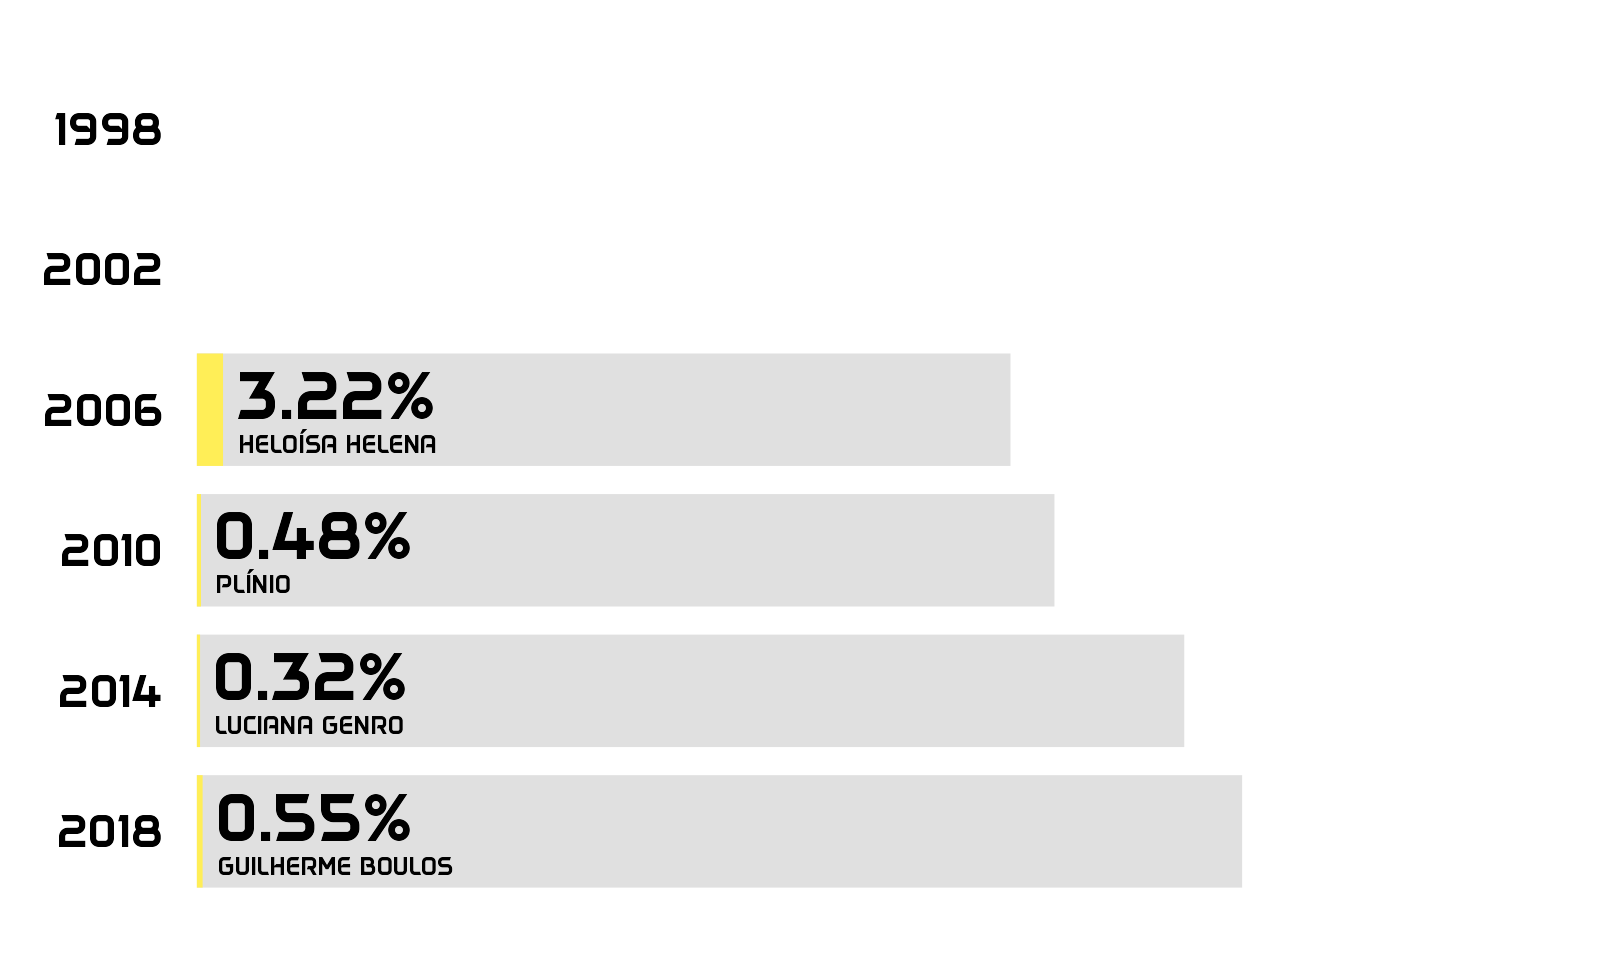 1998
2002
2006
3.22%
HELOÍSA HELENA
2010
0.48%
PLÍNIO
2014
0.32%
LUCIANA GENRO
2018
0.55%
GUILHERME BOULOS